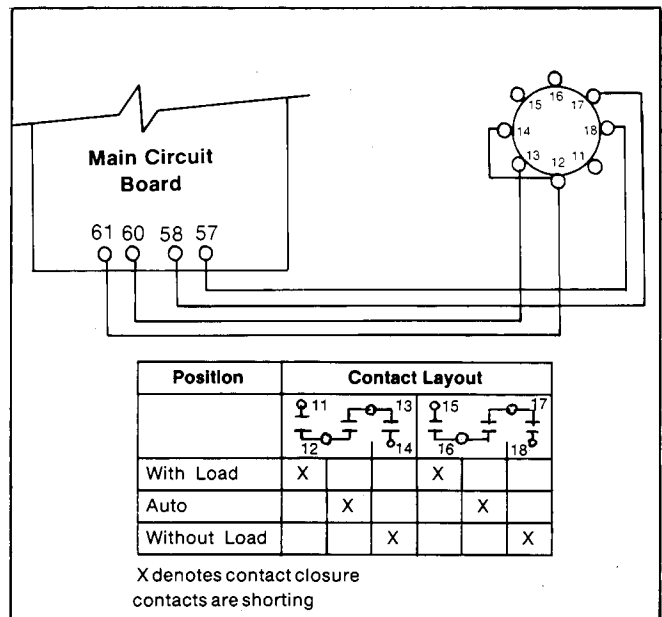 16
15 17
14 18
13 12 11
Main Circuit
Board
61 60 58 57
Position Contact Layout
11 13 15 17
12 14 16 18
With Load X X
Auto X X
Without Load X X
X denotes contact closure
contacts are shorting